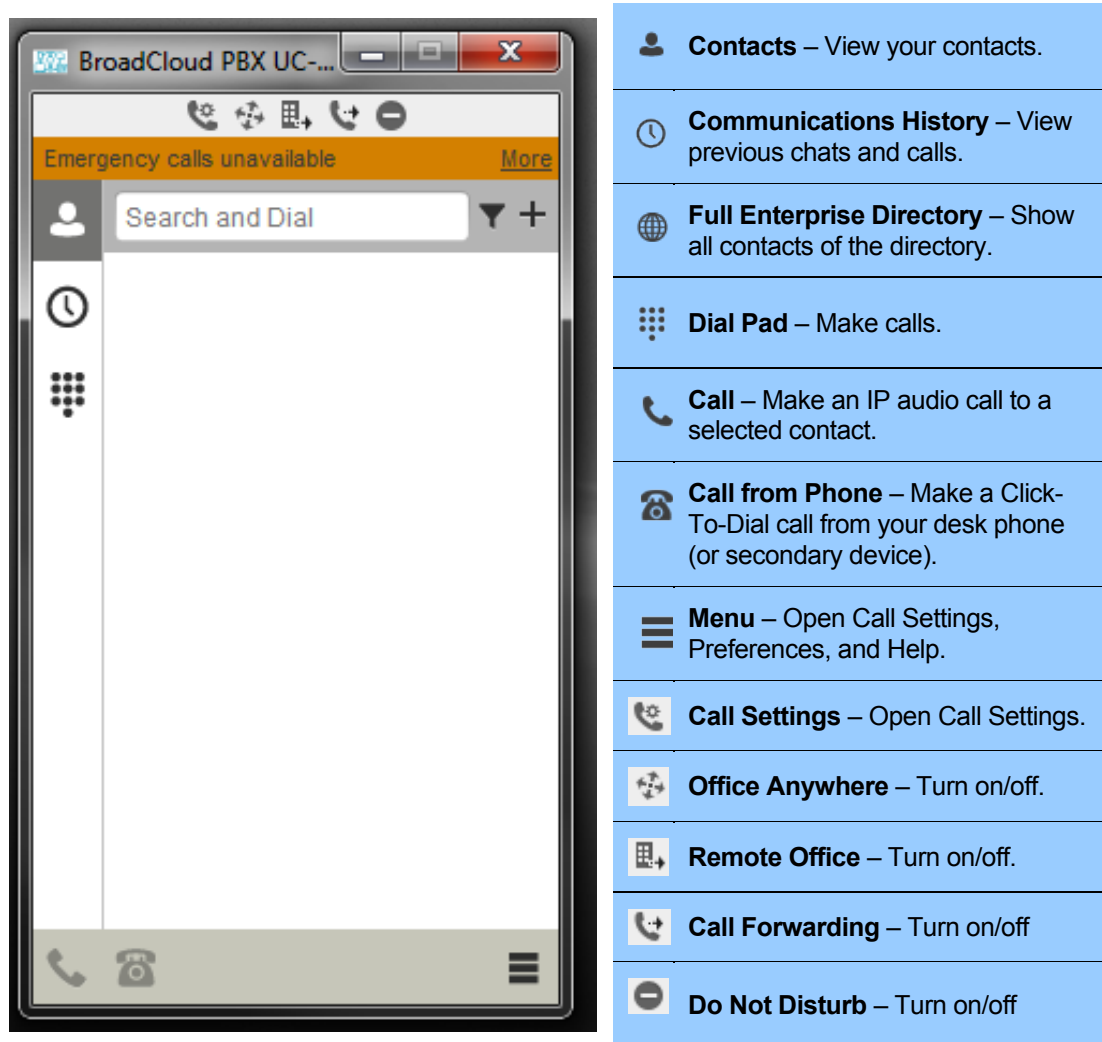 BroadCloud PBX UC-...
Emergency calls unavailable More
Search and Dial
Contacts – View your contacts.
Communications History – View
previous chats and calls.
Full Enterprise Directory – Show
all contacts of the directory.
Dial Pad – Make calls.
Call – Make an IP audio call to a
selected contact.
Call from Phone – Make a Click-
To-Dial call from your desk phone
(or secondary device).
Menu – Open Call Settings,
Preferences, and Help.
Call Settings – Open Call Settings.
Office Anywhere – Turn on/off.
Remote Office – Turn on/off.
Call Forwarding – Turn on/off
Do Not Disturb – Turn on/off